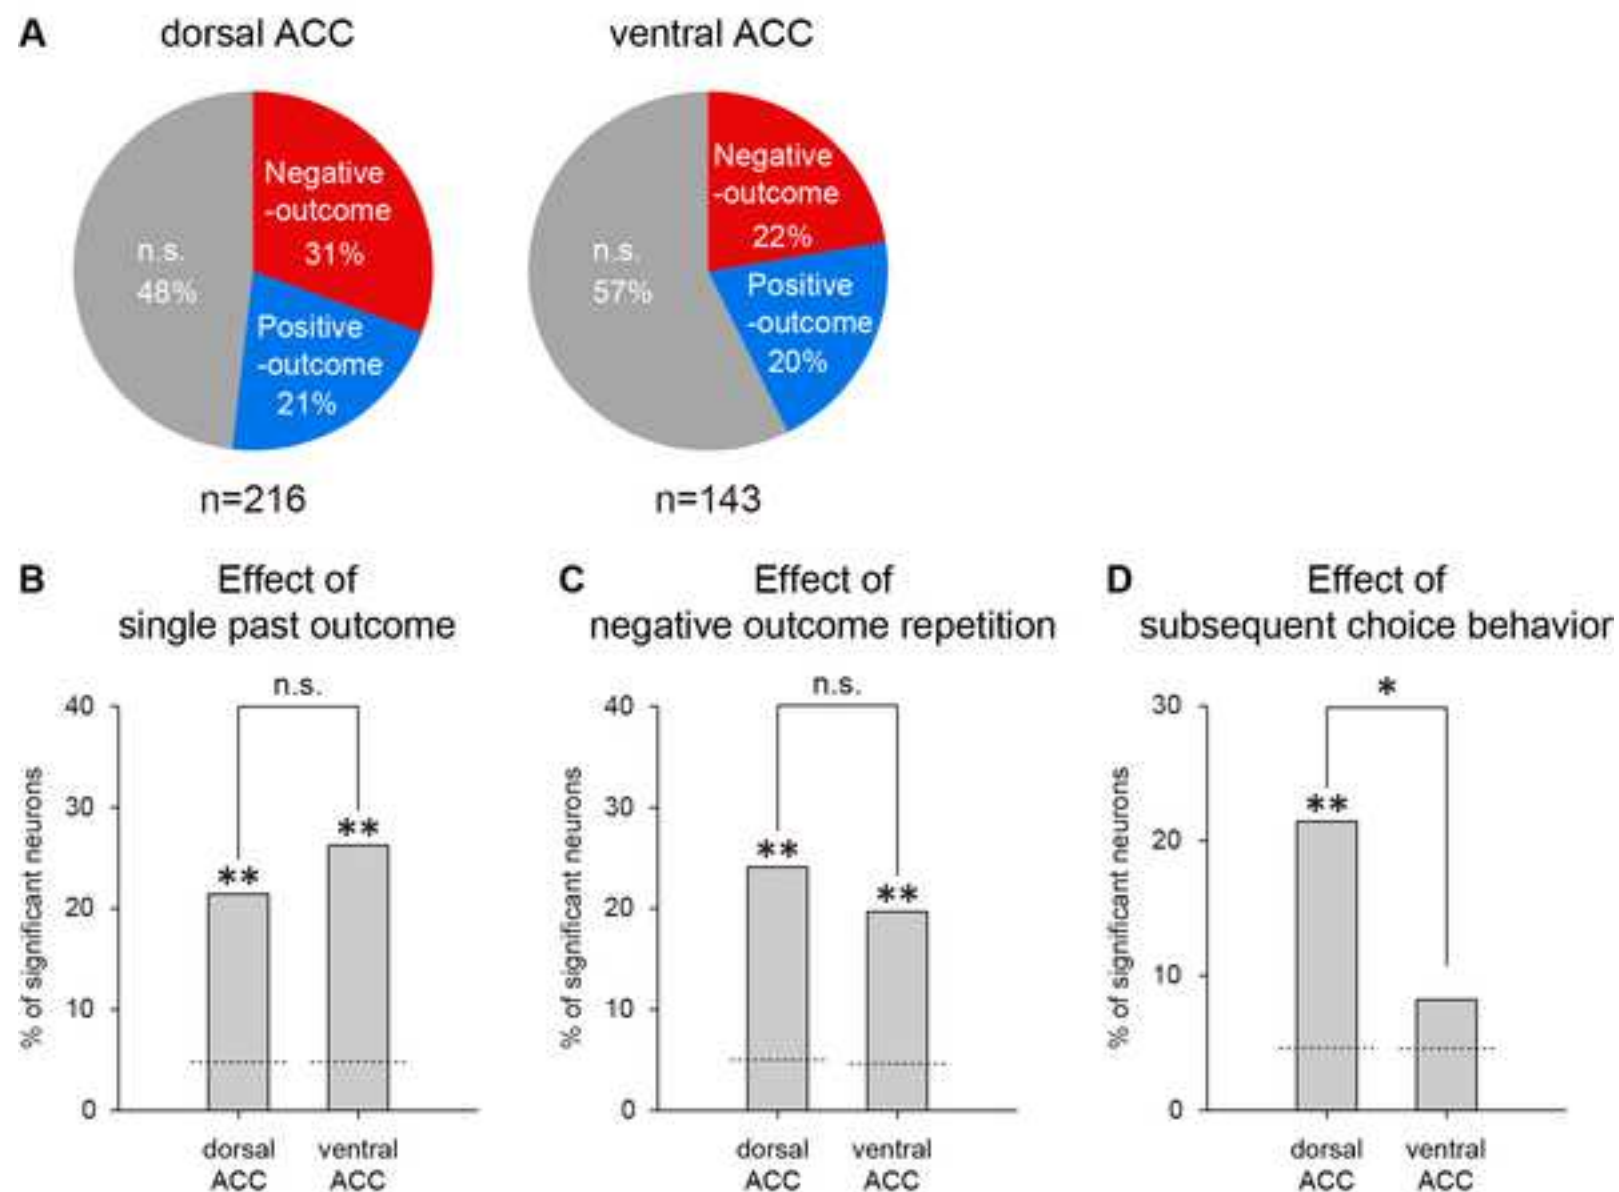 A
dorsal ACC
ventral ACC
Negative
-outcome
31%
n.s.
48%
Positive
-outcome
21%
n=216
Negative
-outcome
22%
n.s.
57%
Positive
-outcome
20%
n=143
B
Effect of
single past outcome
n.s.
40
30
20
10
0
% of significant neurons
**
**
dorsal
ACC
ventral
ACC
C
Effect of
negative outcome repetition
n.s.
40
30
20
10
0
% of significant neurons
**
**
dorsal
ACC
ventral
ACC
D
Effect of
subsequent choice behavior
*
30
20
10
0
% of significant neurons
**
dorsal
ACC
ventral
ACC